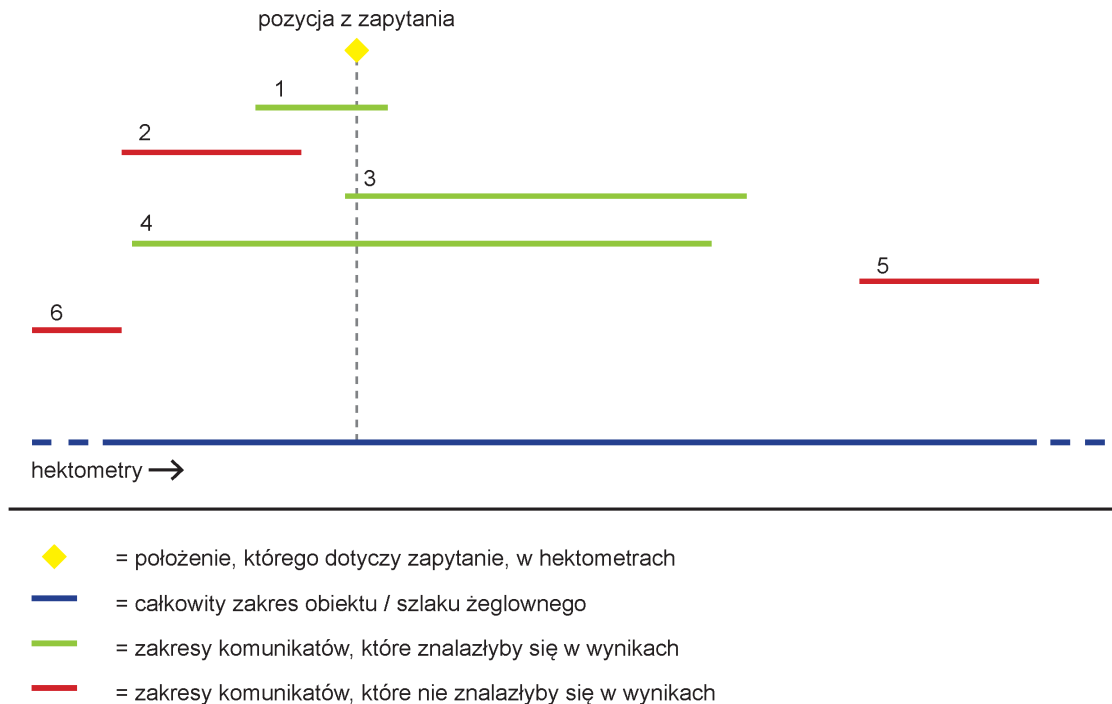 pozycja z zapytania
1
2
3
4
5
6
hektometry
= położenie, którego dotyczy zapytanie, w hektometrach
= całkowity zakres obiektu / szlaku żeglownego
= zakresy komunikatów, które znalazłyby się w wynikach
= zakresy komunikatów, które nie znalazłyby się w wynikach